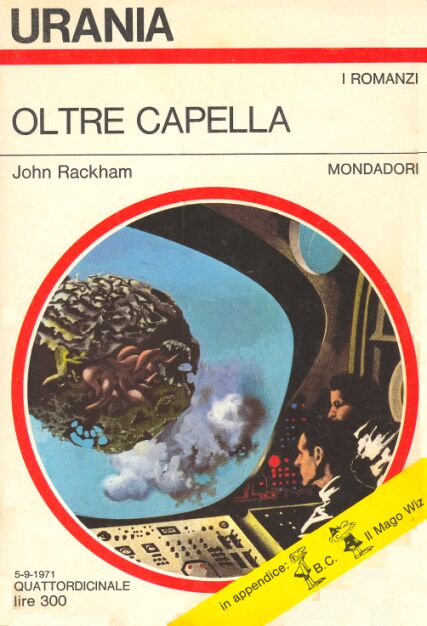 URANIA
I ROMANZI
OLTRE CAPELLA
John Rackham
MONDADORI
5-9-1971
QUATTORDICINALE
lire 300
in appendice: B.C. Il Mago Wiz